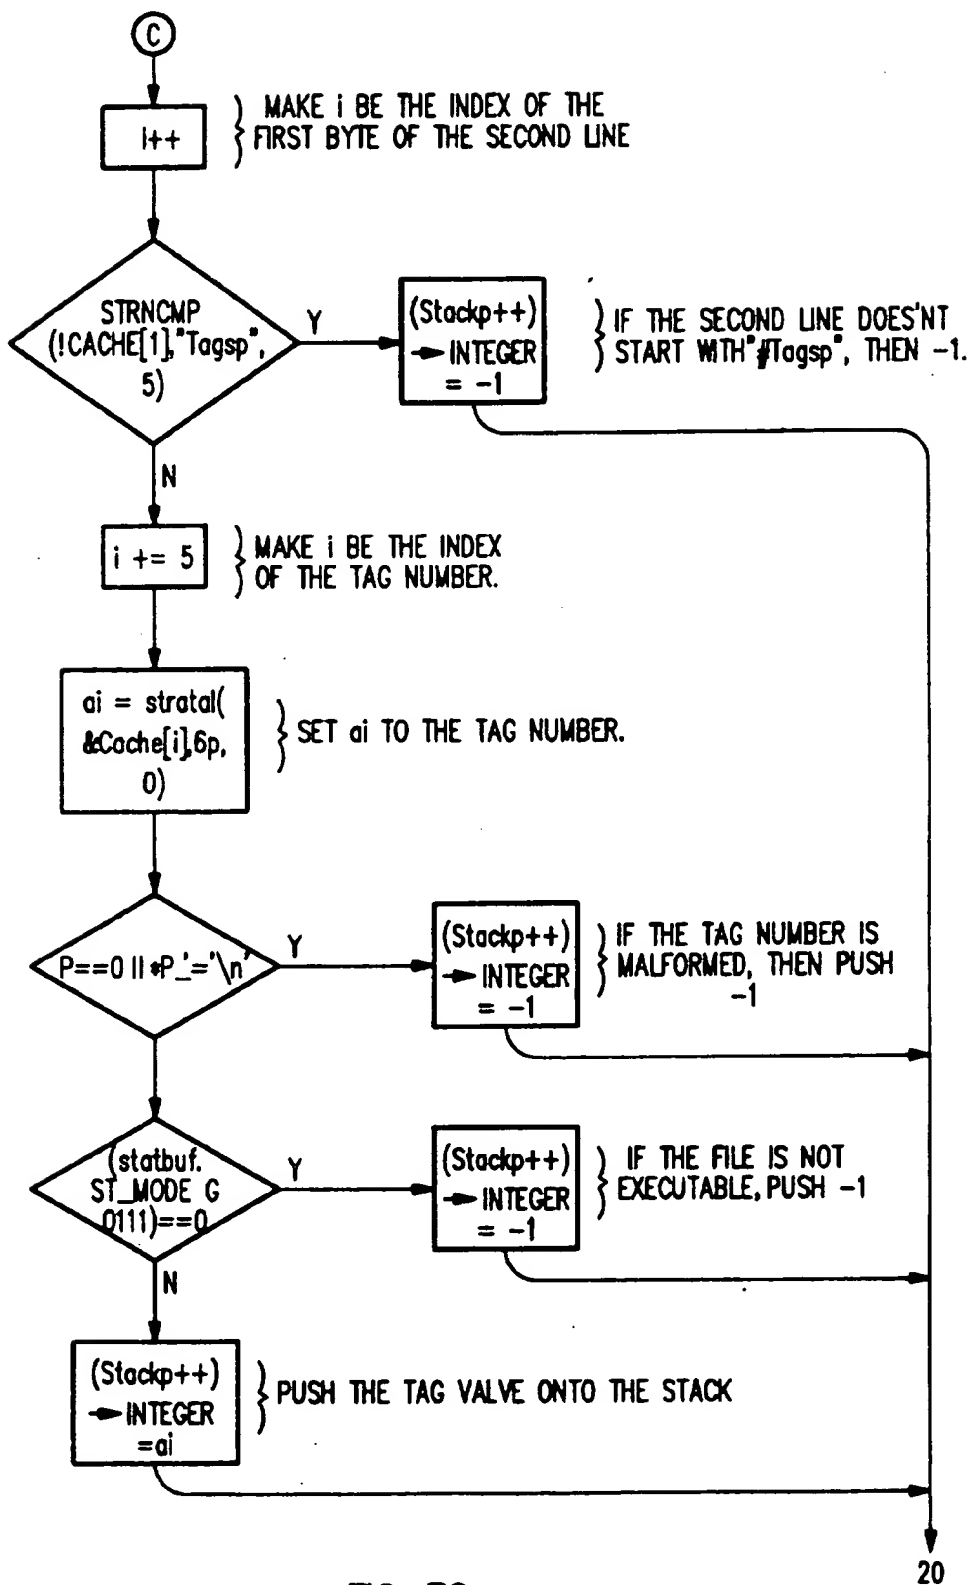 C
i++
MAKE i BE THE INDEX OF THE
FIRST BYTE OF THE SECOND LINE
STRNCMP
(!CACHE[1],"Tagsp",
5)
Y
(Stackp++)
→ INTEGER
= -1
IF THE SECOND LINE DOES'NT
START WITH"#Tagsp", THEN -1.
N
i += 5
MAKE i BE THE INDEX
OF THE TAG NUMBER.
ai = stratal(
&Cache[i],6p,
0)
SET ai TO THE TAG NUMBER.
P==0 || *P_'='\n'
Y
(Stackp++)
→ INTEGER
= -1
IF THE TAG NUMBER IS
MALFORMED, THEN PUSH
-1
(statbuf.
ST_MODE G
0111)==0
Y
(Stackp++)
→ INTEGER
= -1
IF THE FILE IS NOT
EXECUTABLE, PUSH -1
N
(Stackp++)
→ INTEGER
=ai
PUSH THE TAG VALVE ONTO THE STACK
20